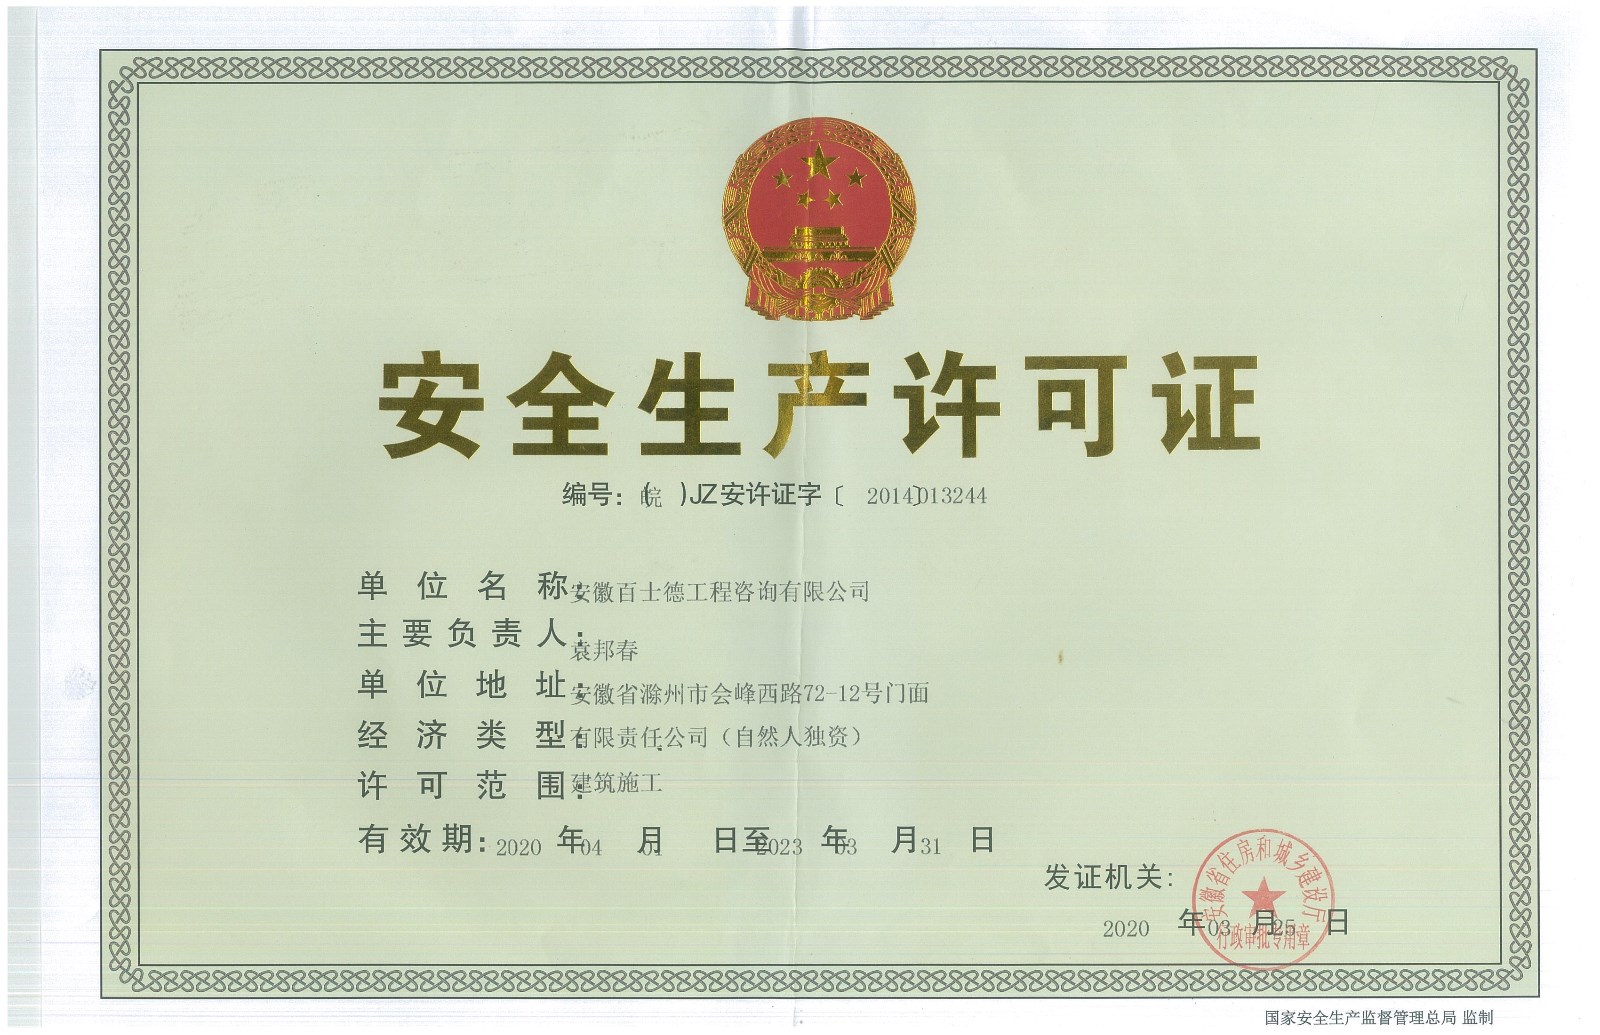 安全生产许可证
编号：(皖)JZ安许证字〔2014〕013244
单位名称：安徽百士德工程咨询有限公司
主要负责人：袁邦春
单位地址：安徽省滁州市会峰西路72-12号门面
经济类型：有限责任公司（自然人独资）
许可范围：建筑施工
有效期：2020年04月01日至2023年03月31日
发证机关：
安徽省住房和城乡建设厅
行政审批专用章
2020年03月25日
国家安全生产监督管理总局 监制